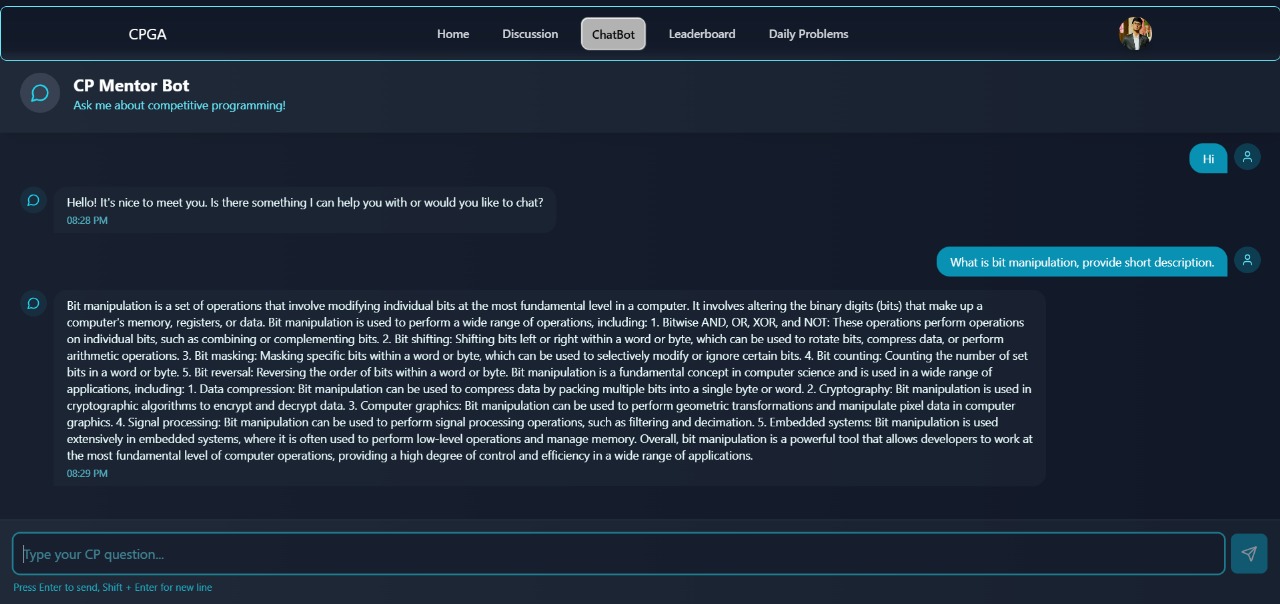 CPGA
Home
Discussion
ChatBot
Leaderboard
Daily Problems
CP Mentor Bot
Ask me about competitive programming!
Hi
Hello! It's nice to meet you. Is there something I can help you with or would you like to chat?
08:28 PM
What is bit manipulation, provide short description.
Bit manipulation is a set of operations that involve modifying individual bits at the most fundamental level in a computer. It involves altering the binary digits (bits) that make up a
computer's memory, registers, or data. Bit manipulation is used to perform a wide range of operations, including: 1. Bitwise AND, OR, XOR, and NOT: These operations perform operations
on individual bits, such as combining or complementing bits. 2. Bit shifting: Shifting bits left or right within a word or byte, which can be used to rotate bits, compress data, or perform
arithmetic operations. 3. Bit masking: Masking specific bits within a word or byte, which can be used to selectively modify or ignore certain bits. 4. Bit counting: Counting the number of set
bits in a word or byte. 5. Bit reversal: Reversing the order of bits within a word or byte. Bit manipulation is a fundamental concept in computer science and is used in a wide range of
applications, including: 1. Data compression: Bit manipulation can be used to compress data by packing multiple bits into a single byte or word. 2. Cryptography: Bit manipulation is used in
cryptographic algorithms to encrypt and decrypt data. 3. Computer graphics: Bit manipulation can be used to perform geometric transformations and manipulate pixel data in computer
graphics. 4. Signal processing: Bit manipulation can be used to perform signal processing operations, such as filtering and decimation. 5. Embedded systems: Bit manipulation is used
extensively in embedded systems, where it is often used to perform low-level operations and manage memory. Overall, bit manipulation is a powerful tool that allows developers to work at
the most fundamental level of computer operations, providing a high degree of control and efficiency in a wide range of applications.
08:29 PM
Type your CP question...
Press Enter to send, Shift + Enter for new line